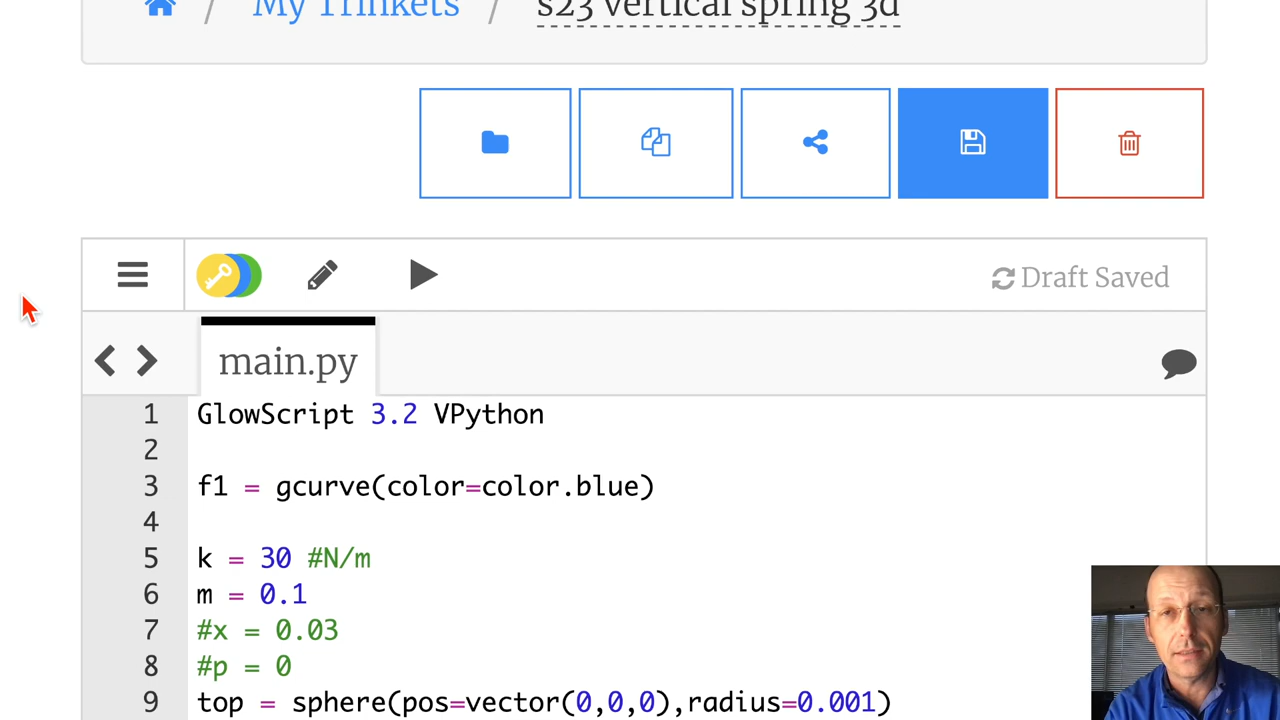 / My Trinkets / s23 vertical spring 3d
Draft Saved
main.py
1 GlowScript 3.2 VPython
2
3 f1 = gcurve(color=color.blue)
4
5 k = 30 #N/m
6 m = 0.1
7 #x = 0.03
8 #p = 0
9 top = sphere(pos=vector(0,0,0),radius=0.001)